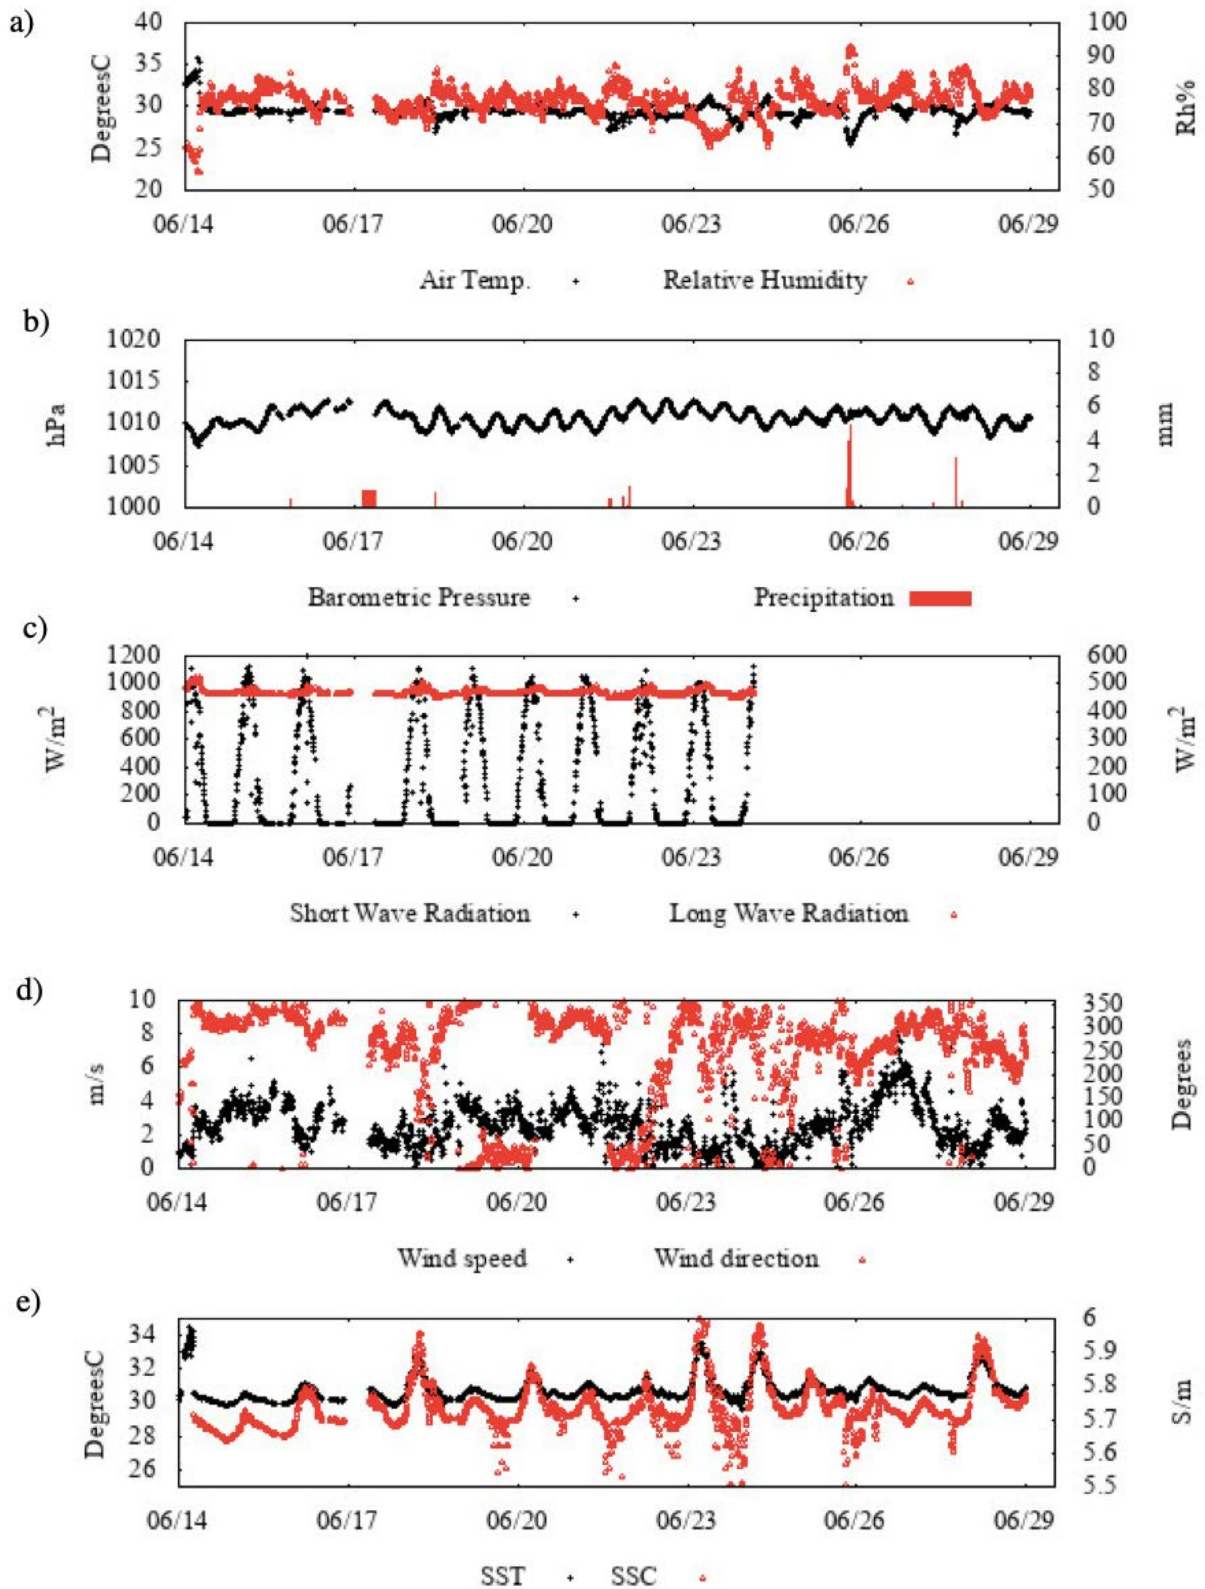 a)
40 100
35 90
80
30 70
25 60
20 50
DegreesC
Rh%
06/14 06/17 06/20 06/23 06/26 06/29
Air Temp. Relative Humidity
b)
1020 10
1015 8
1010 6
4
1005 2
1000 0
hPa
mm
06/14 06/17 06/20 06/23 06/26 06/29
Barometric Pressure Precipitation
c)
1200 600
1000 500
800 400
600 300
400 200
200 100
0 0
W/m²
W/m²
06/14 06/17 06/20 06/23 06/26 06/29
Short Wave Radiation Long Wave Radiation
d)
10 350
8 300
6 250
200
4 150
2 100
50
0 0
m/s
Degrees
06/14 06/17 06/20 06/23 06/26 06/29
Wind speed Wind direction
e)
34 6
32 5.9
30 5.8
28 5.7
26 5.6
5.5
DegreesC
S/m
06/14 06/17 06/20 06/23 06/26 06/29
SST SSC